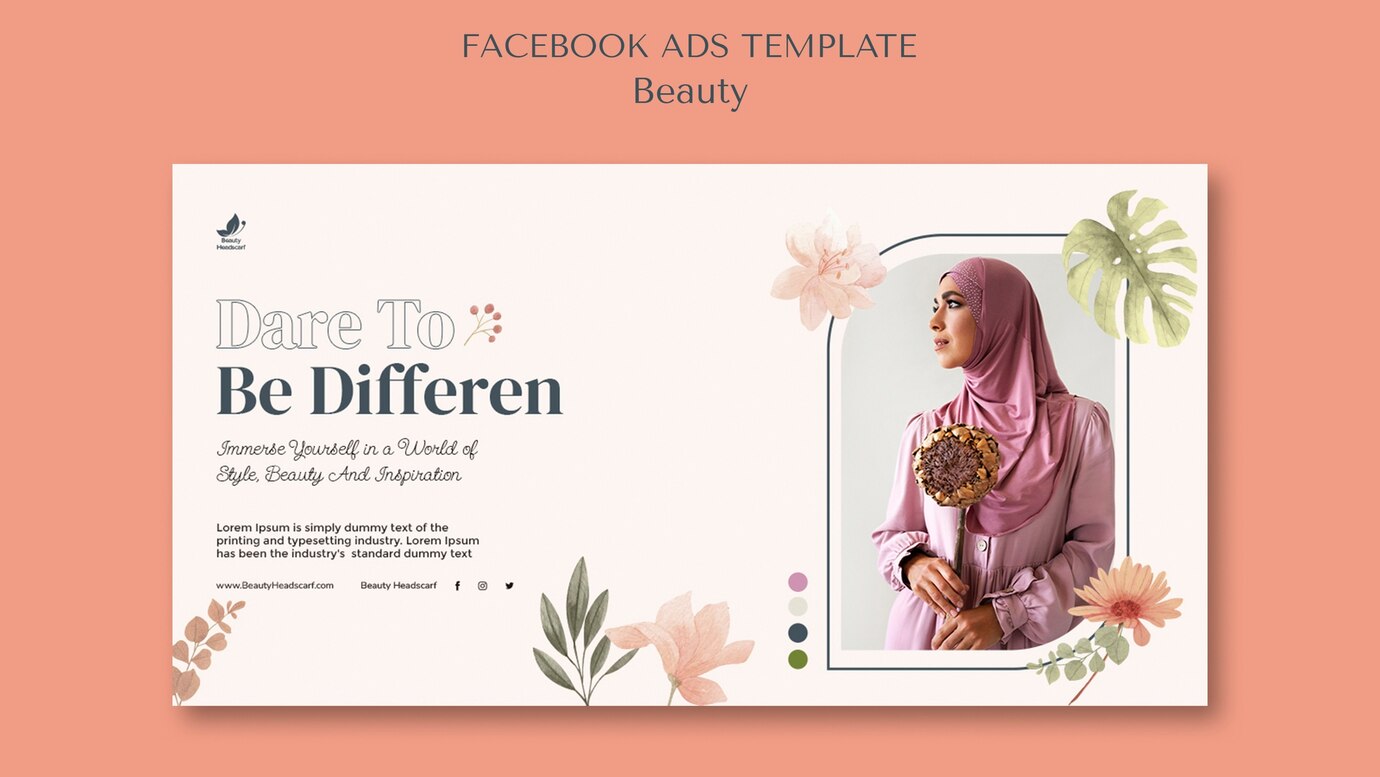 FACEBOOK ADS TEMPLATE
Beauty
Beauty
Headscarf
Dare To
Be Differen
Immerse Yourself in a World of
Style, Beauty And Inspiration
Lorem Ipsum is simply dummy text of the
printing and typesetting industry. Lorem Ipsum
has been the industry's standard dummy text
www.BeautyHeadscarf.com Beauty Headscarf